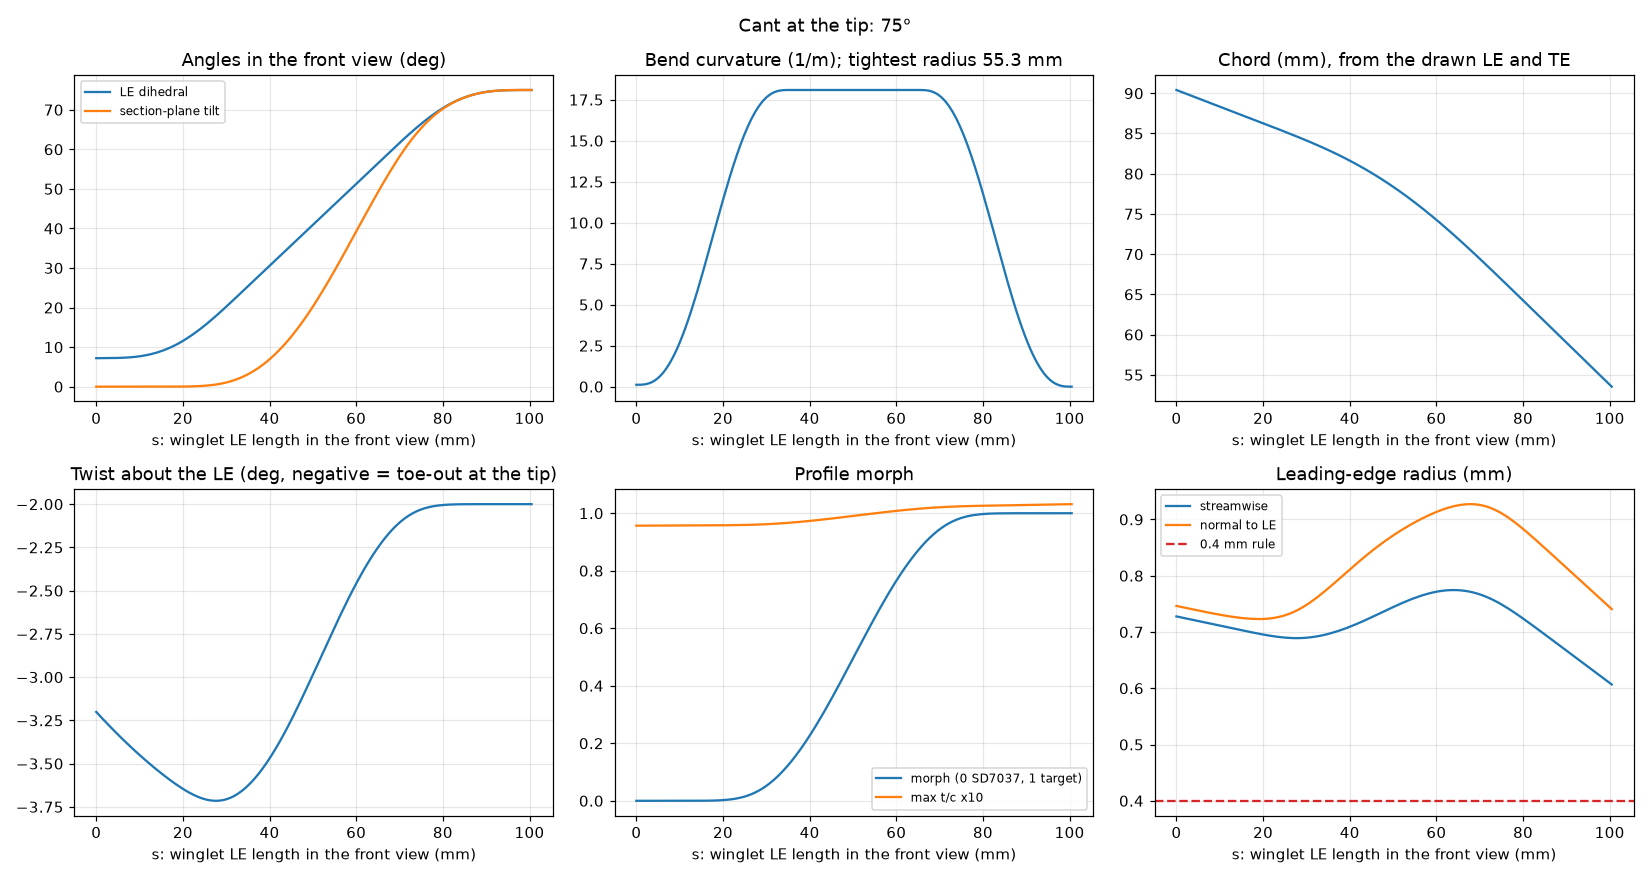 Cant at the tip: 75°
Angles in the front view (deg)
LE dihedral
section-plane tilt
70
60
50
40
30
20
10
0
0 20 40 60 80 100
s: winglet LE length in the front view (mm)
Bend curvature (1/m); tightest radius 55.3 mm
17.5
15.0
12.5
10.0
7.5
5.0
2.5
0.0
0 20 40 60 80 100
s: winglet LE length in the front view (mm)
Chord (mm), from the drawn LE and TE
90
85
80
75
70
65
60
55
0 20 40 60 80 100
s: winglet LE length in the front view (mm)
Twist about the LE (deg, negative = toe-out at the tip)
−2.00
−2.25
−2.50
−2.75
−3.00
−3.25
−3.50
−3.75
0 20 40 60 80 100
s: winglet LE length in the front view (mm)
Profile morph
1.0
0.8
0.6
0.4
0.2
0.0
morph (0 SD7037, 1 target)
max t/c x10
0 20 40 60 80 100
s: winglet LE length in the front view (mm)
Leading-edge radius (mm)
streamwise
normal to LE
0.4 mm rule
0.9
0.8
0.7
0.6
0.5
0.4
0 20 40 60 80 100
s: winglet LE length in the front view (mm)